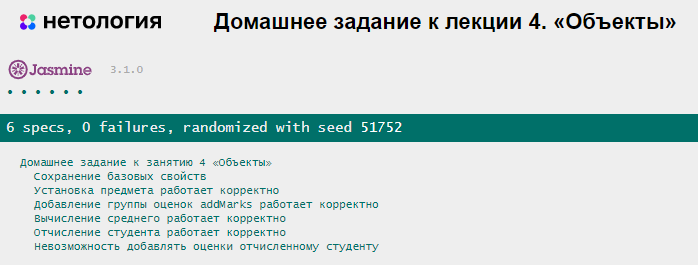 нетология
Домашнее задание к лекции 4. «Объекты»
Jasmine 3.1.0
6 specs, 0 failures, randomized with seed 51752
Домашнее задание к занятию 4 «Объекты»
Сохранение базовых свойств
Установка предмета работает корректно
Добавление группы оценок addMarks работает корректно
Вычисление среднего работает корректно
Отчисление студента работает корректно
Невозможность добавлять оценки отчисленному студенту